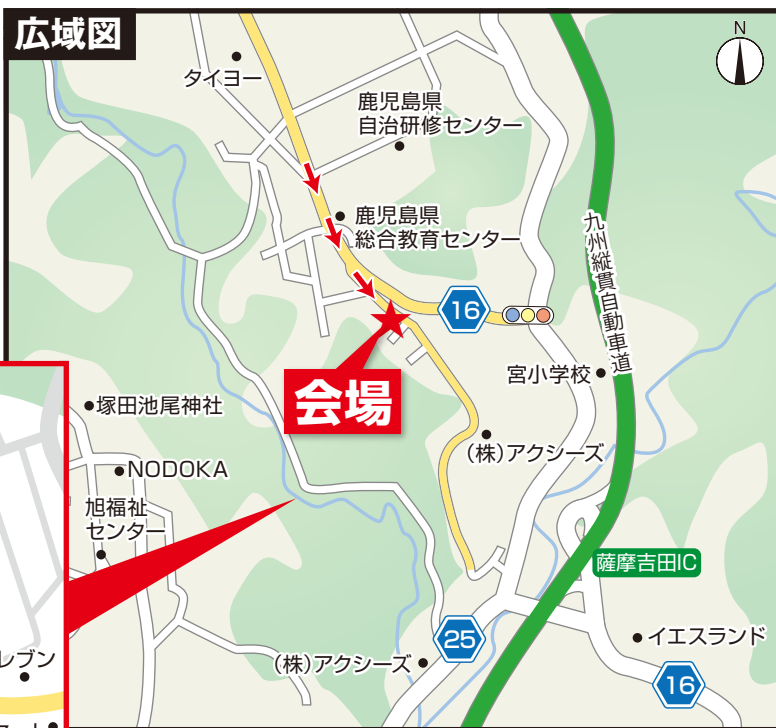 広域図
N
タイヨー
鹿児島県
自治研修センター
鹿児島県
総合教育センター
九州縦貫自動車道
16
会場
宮小学校
塚田池尾神社
(株)アクシーズ
NODOKA
旭福祉
センター
薩摩吉田IC
25
イエスランド
(株)アクシーズ
レブン
16